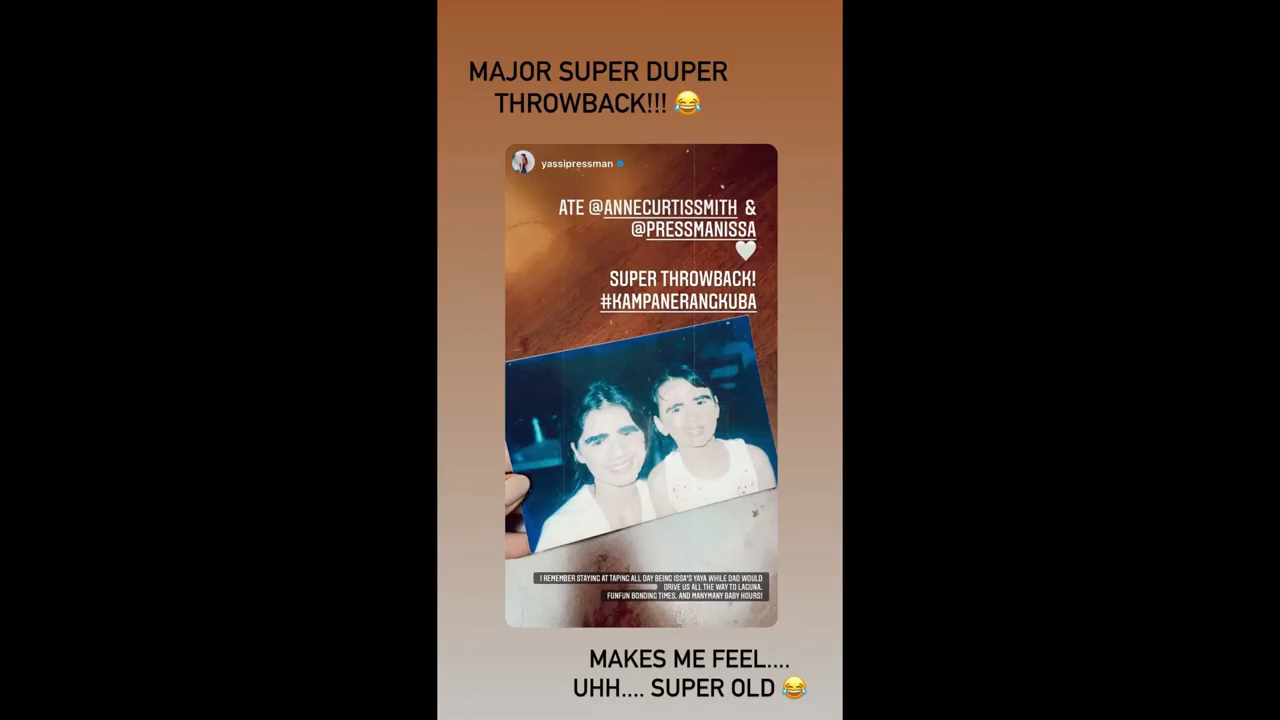 MAJOR SUPER DUPER
THROWBACK!!! 😂
yassipressman
ATE @ANNECURTISSMITH &
@PRESSMANISSA
🤍
SUPER THROWBACK!
#KAMPANERANGKUBA
I REMEMBER STAYING AT TAPING ALL DAY BEING ISSA'S YAYA WHILE DAD WOULD
DRIVE US ALL THE WAY TO LAGUNA.
FUNFUN BONDING TIMES, AND MANYMANY BABY HOURS!
MAKES ME FEEL....
UHH.... SUPER OLD 😂